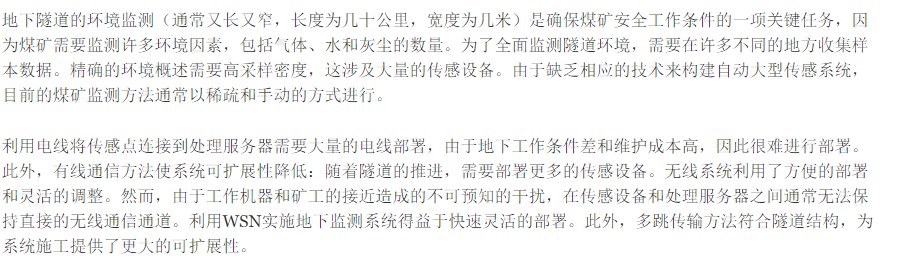 地下隧道的环境监测（通常又长又窄，长度为几十公里，宽度为几米）是确保煤矿安全工作条件的一项关键任务，因
为煤矿需要监测许多环境因素，包括气体、水和灰尘的数量。为了全面监测隧道环境，需要在许多不同的地方收集样
本数据。精确的环境概述需要高采样密度，这涉及大量的传感设备。由于缺乏相应的技术来构建自动大型传感系统，
目前的煤矿监测方法通常以稀疏和手动的方式进行。
利用电线将传感点连接到处理服务器需要大量的电线部署，由于地下工作条件差和维护成本高，因此很难进行部署。
此外，有线通信方法使系统可扩展性降低：随着隧道的推进，需要部署更多的传感设备。无线系统利用了方便的部署
和灵活的调整。然而，由于工作机器和矿工的接近造成的不可预知的干扰，在传感设备和处理服务器之间通常无法保
持直接的无线通信通道。利用WSN实施地下监测系统得益于快速灵活的部署。此外，多跳传输方法符合隧道结构，为
系统施工提供了更大的可扩展性。